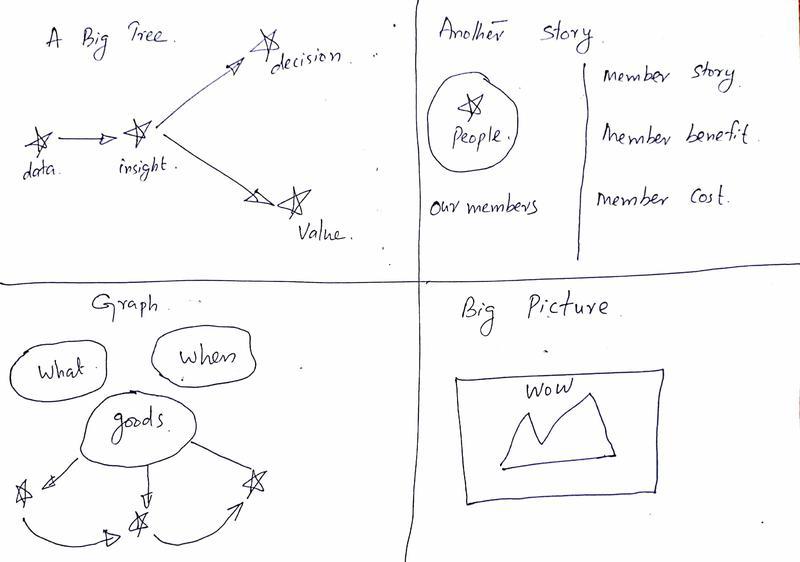 A Big Tree.
decision.
data.
insight.
Value.
Another Story.
People.
our members
Member Story.
Member benefit.
Member Cost.
Graph.
What
When
goods.
Big Picture
WOW